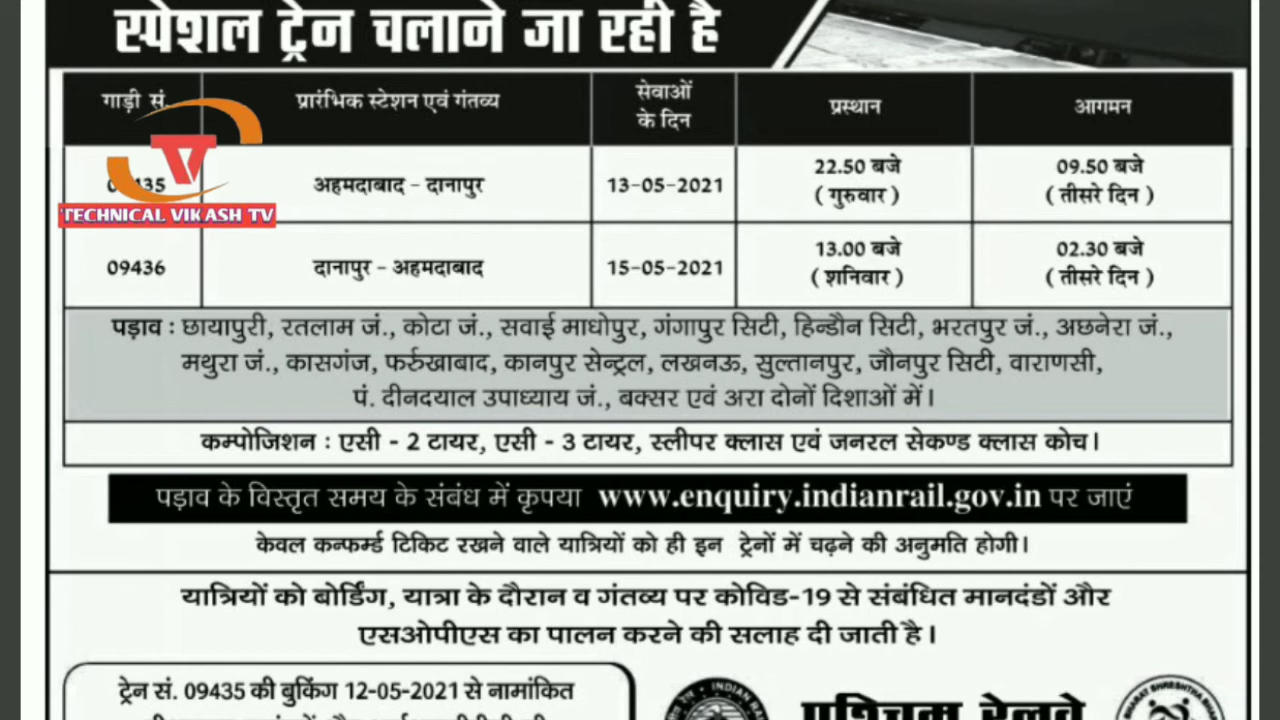 स्पेशल ट्रेन चलाने जा रही है
गाड़ी सं. प्रारंभिक स्टेशन एवं गंतव्य सेवाओं के दिन प्रस्थान आगमन
अहमदाबाद - दानापुर 13-05-2021 22.50 बजे ( गुरुवार ) 09.50 बजे ( तीसरे दिन )
TECHNICAL VIKASH TV
09436 दानापुर - अहमदाबाद 15-05-2021 13.00 बजे ( शनिवार ) 02.30 बजे ( तीसरे दिन )
पड़ाव : छायापुरी, रतलाम जं., कोटा जं., सवाई माधोपुर, गंगापुर सिटी, हिन्डौन सिटी, भरतपुर जं., अछनेरा जं.,
मथुरा जं., कासगंज, फर्रुखाबाद, कानपुर सेन्ट्रल, लखनऊ, सुल्तानपुर, जौनपुर सिटी, वाराणसी,
पं. दीनदयाल उपाध्याय जं., बक्सर एवं अरा दोनों दिशाओं में।
कम्पोजिशन : एसी - 2 टायर, एसी - 3 टायर, स्लीपर क्लास एवं जनरल सेकण्ड क्लास कोच।
पड़ाव के विस्तृत समय के संबंध में कृपया www.enquiry.indianrail.gov.in पर जाएं
केवल कन्फर्म्ड टिकिट रखने वाले यात्रियों को ही इन ट्रेनों में चढ़ने की अनुमति होगी।
यात्रियों को बोर्डिंग, यात्रा के दौरान व गंतव्य पर कोविड-19 से संबंधित मानदंडों और
एसओपीएस का पालन करने की सलाह दी जाती है।
ट्रेन सं. 09435 की बुकिंग 12-05-2021 से नामांकित
पश्चिम रेलवे